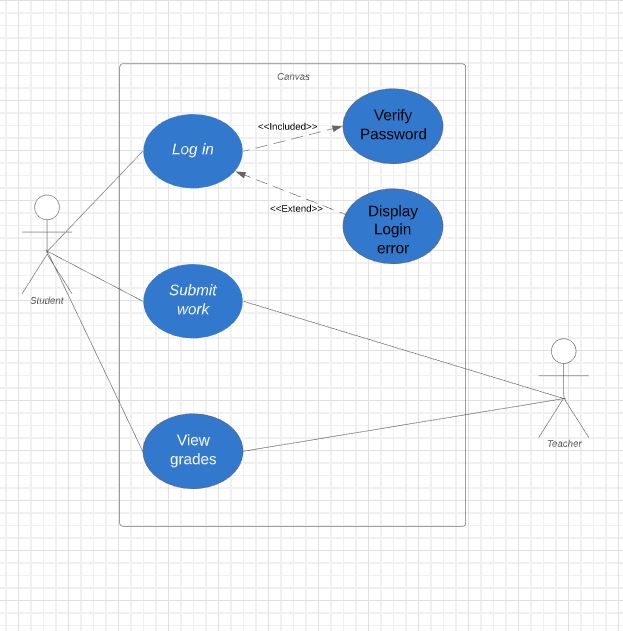 Canvas
Log in
<<Included>>
Verify
Password
<<Extend>>
Display
Login
error
Student
Submit
work
Teacher
View
grades